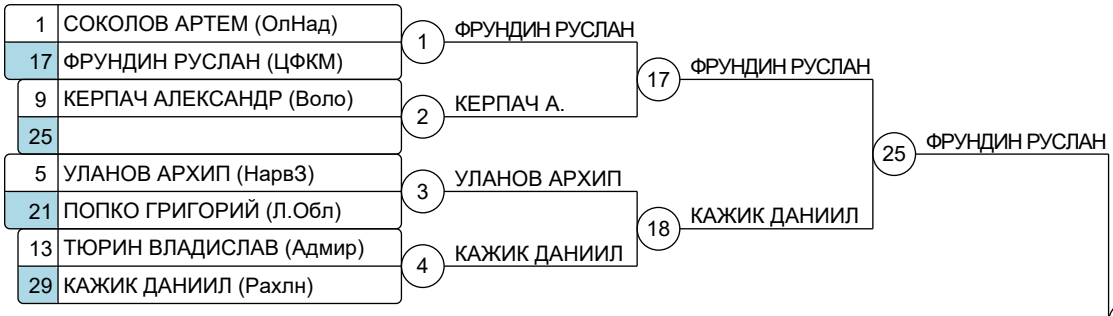 1 СОКОЛОВ АРТЕМ (ОлНад)
17 ФРУНДИН РУСЛАН (ЦФКМ)
9 КЕРПАЧ АЛЕКСАНДР (Воло)
25
5 УЛАНОВ АРХИП (Нарв3)
21 ПОПКО ГРИГОРИЙ (Л.Обл)
13 ТЮРИН ВЛАДИСЛАВ (Адмир)
29 КАЖИК ДАНИИЛ (Рахлн)
1 ФРУНДИН РУСЛАН
2 КЕРПАЧ А.
3 УЛАНОВ АРХИП
4 КАЖИК ДАНИИЛ
17 ФРУНДИН РУСЛАН
18 КАЖИК ДАНИИЛ
25 ФРУНДИН РУСЛАН